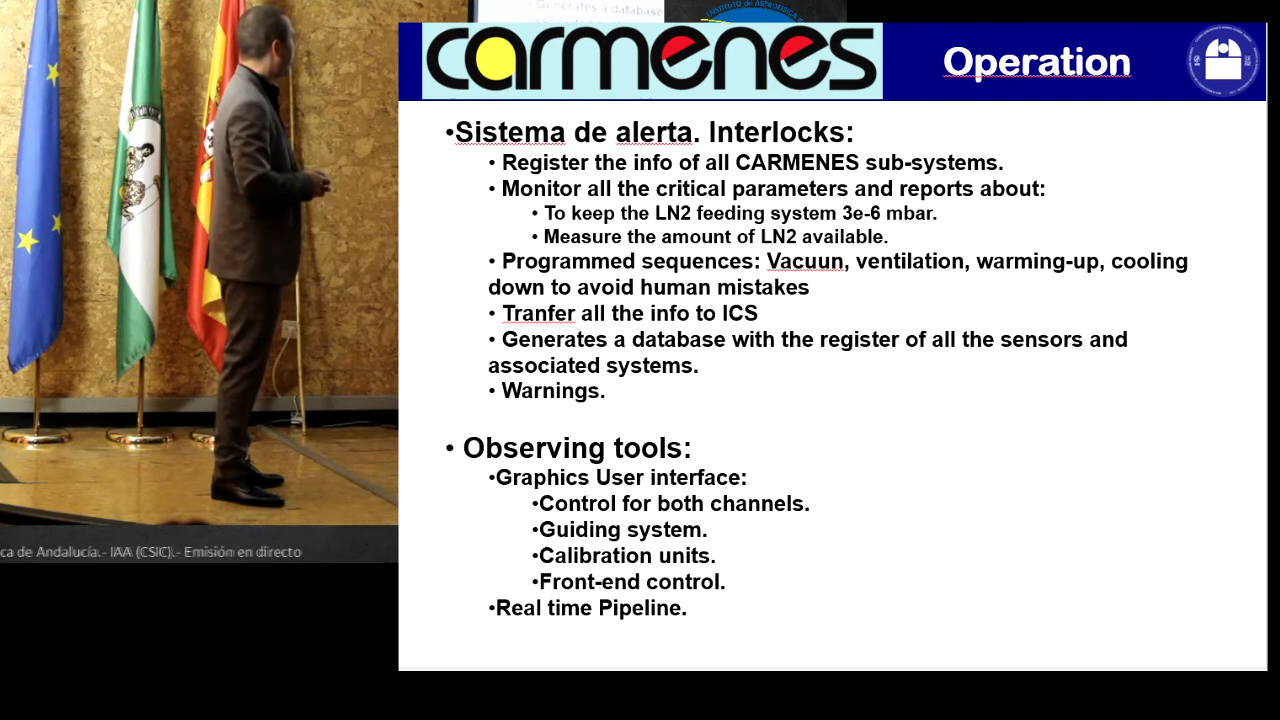 Generates a database
INSTITUTO DE ASTROFÍSICA
carmenes
Operation
•Sistema de alerta. Interlocks:
• Register the info of all CARMENES sub-systems.
• Monitor all the critical parameters and reports about:
• To keep the LN2 feeding system 3e-6 mbar.
• Measure the amount of LN2 available.
• Programmed sequences: Vacuun, ventilation, warming-up, cooling
down to avoid human mistakes
• Tranfer all the info to ICS
• Generates a database with the register of all the sensors and
associated systems.
• Warnings.
• Observing tools:
•Graphics User interface:
•Control for both channels.
•Guiding system.
•Calibration units.
•Front-end control.
•Real time Pipeline.
ca de Andalucía.- IAA (CSIC).- Emisión en directo